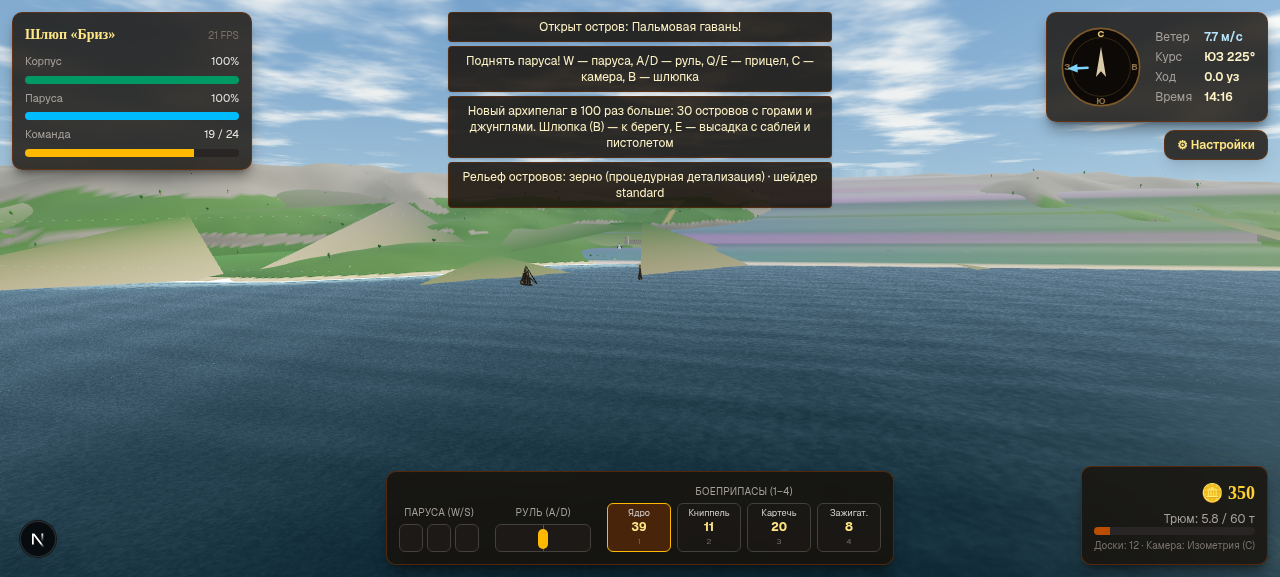 Шлюп «Бриз»
21 FPS
Корпус 100%
Паруса 100%
Команда 19 / 24
Открыт остров: Пальмовая гавань!
Поднять паруса! W — паруса, A/D — руль, Q/E — прицел, C —
камера, B — шлюпка
Новый архипелаг в 100 раз больше: 30 островов с горами и
джунглями. Шлюпка (B) — к берегу, E — высадка с саблей и
пистолетом
Рельеф островов: зерно (процедурная детализация) · шейдер
standard
С
З В
Ю
Ветер 7.7 м/с
Курс ЮЗ 225°
Ход 0.0 уз
Время 14:16
⚙ Настройки
ПАРУСА (W/S)
РУЛЬ (A/D)
БОЕПРИПАСЫ (1–4)
Ядро
39
1
Книппель
11
2
Картечь
20
3
Зажигат.
8
4
350
Трюм: 5.8 / 60 т
Доски: 12 · Камера: Изометрия (C)
N